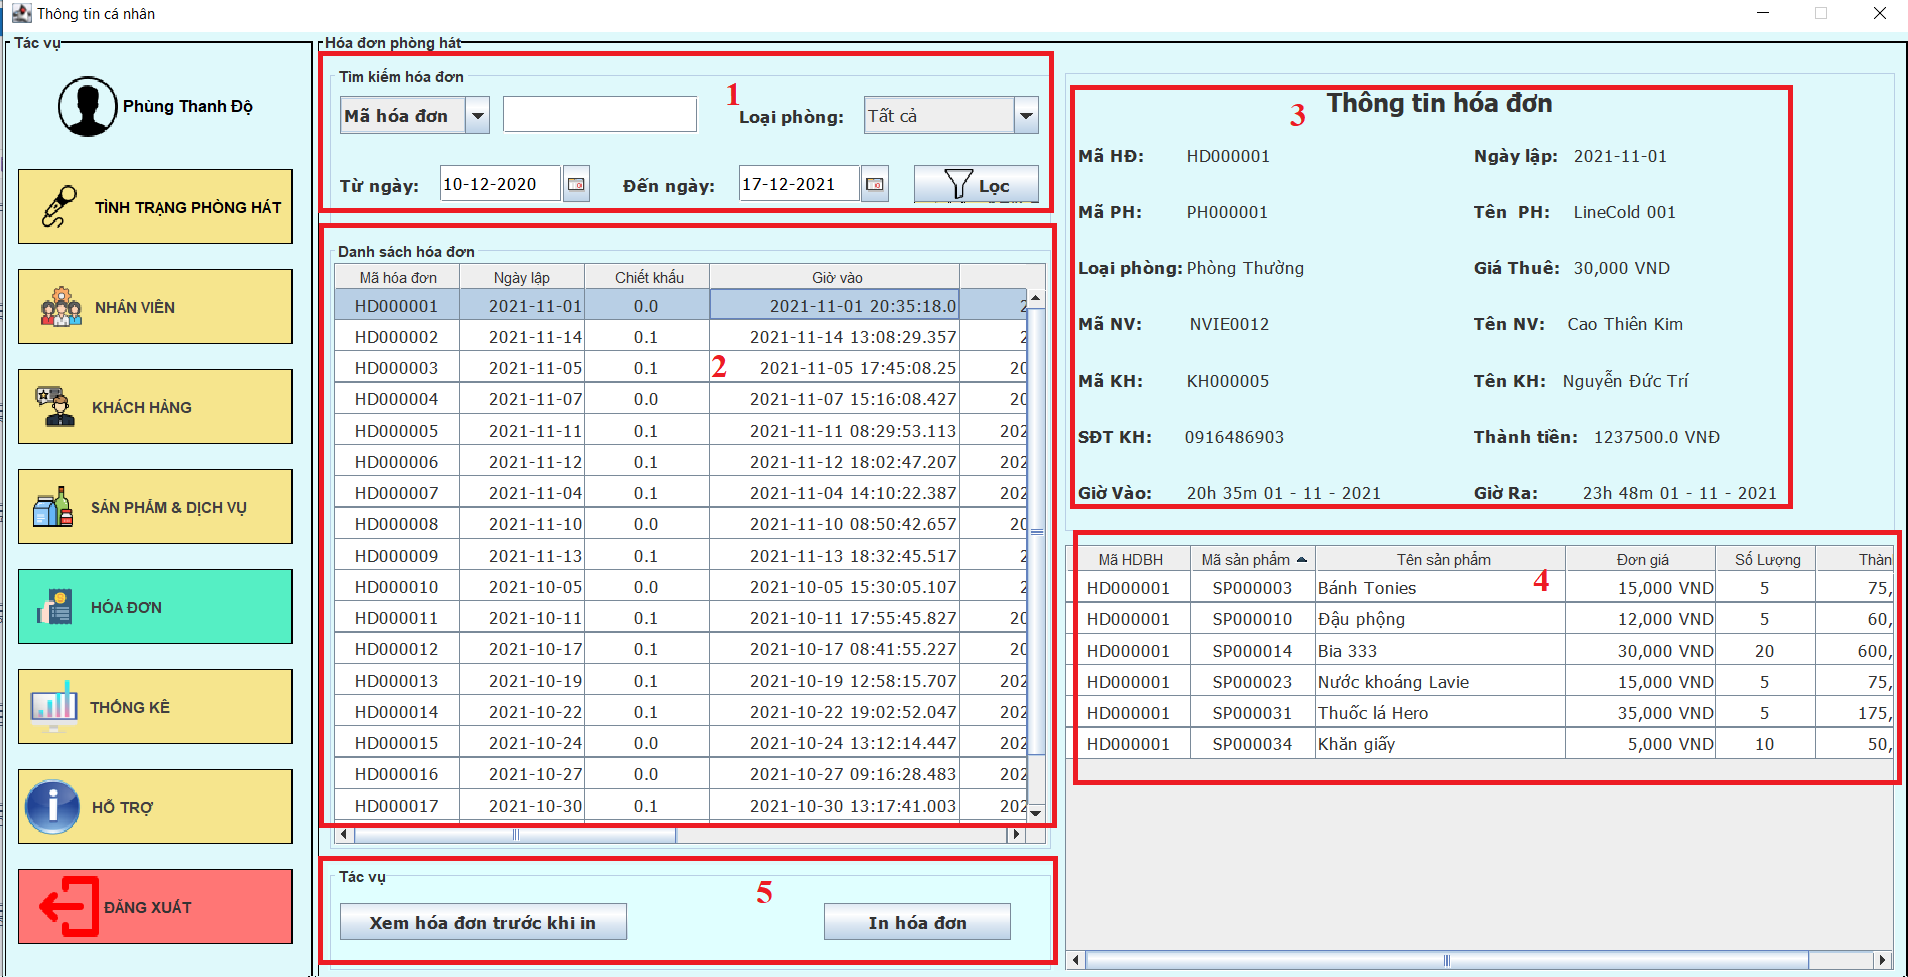 Thông tin cá nhân
Tác vụ
Phùng Thanh Độ
TÌNH TRẠNG PHÒNG HÁT
NHÂN VIÊN
KHÁCH HÀNG
SẢN PHẨM & DỊCH VỤ
HÓA ĐƠN
THỐNG KÊ
HỖ TRỢ
ĐĂNG XUẤT
Hóa đơn phòng hát
Tìm kiếm hóa đơn
1
Mã hóa đơn Loại phòng: Tất cả
Từ ngày: 10-12-2020 Đến ngày: 17-12-2021 Lọc
Danh sách hóa đơn
Mã hóa đơn Ngày lập Chiết khấu Giờ vào
HD000001 2021-11-01 0.0 2021-11-01 20:35:18.0 2
HD000002 2021-11-14 0.1 2021-11-14 13:08:29.357 2
HD000003 2021-11-05 0.1 2021-11-05 17:45:08.25 20
2
HD000004 2021-11-07 0.0 2021-11-07 15:16:08.427 20
HD000005 2021-11-11 0.1 2021-11-11 08:29:53.113 202
HD000006 2021-11-12 0.1 2021-11-12 18:02:47.207 202
HD000007 2021-11-04 0.1 2021-11-04 14:10:22.387 202
HD000008 2021-11-10 0.0 2021-11-10 08:50:42.657 20
HD000009 2021-11-13 0.1 2021-11-13 18:32:45.517 2
HD000010 2021-10-05 0.0 2021-10-05 15:30:05.107 2
HD000011 2021-10-11 0.1 2021-10-11 17:55:45.827 20
HD000012 2021-10-17 0.1 2021-10-17 08:41:55.227 20
HD000013 2021-10-19 0.1 2021-10-19 12:58:15.707 202
HD000014 2021-10-22 0.1 2021-10-22 19:02:52.047 202
HD000015 2021-10-24 0.0 2021-10-24 13:12:14.447 202
HD000016 2021-10-27 0.0 2021-10-27 09:16:28.483 202
HD000017 2021-10-30 0.1 2021-10-30 13:17:41.003 202
Tác vụ
5
Xem hóa đơn trước khi in In hóa đơn
Thông tin hóa đơn
3
Mã HĐ: HD000001 Ngày lập: 2021-11-01
Mã PH: PH000001 Tên PH: LineCold 001
Loại phòng: Phòng Thường Giá Thuê: 30,000 VND
Mã NV: NVIE0012 Tên NV: Cao Thiên Kim
Mã KH: KH000005 Tên KH: Nguyễn Đức Trí
SĐT KH: 0916486903 Thành tiền: 1237500.0 VNĐ
Giờ Vào: 20h 35m 01 - 11 - 2021 Giờ Ra: 23h 48m 01 - 11 - 2021
Mã HDBH Mã sản phẩm Tên sản phẩm Đơn giá Số Lượng Thàn
4
HD000001 SP000003 Bánh Tonies 15,000 VND 5 75,
HD000001 SP000010 Đậu phộng 12,000 VND 5 60,
HD000001 SP000014 Bia 333 30,000 VND 20 600,
HD000001 SP000023 Nước khoáng Lavie 15,000 VND 5 75,
HD000001 SP000031 Thuốc lá Hero 35,000 VND 5 175,
HD000001 SP000034 Khăn giấy 5,000 VND 10 50,